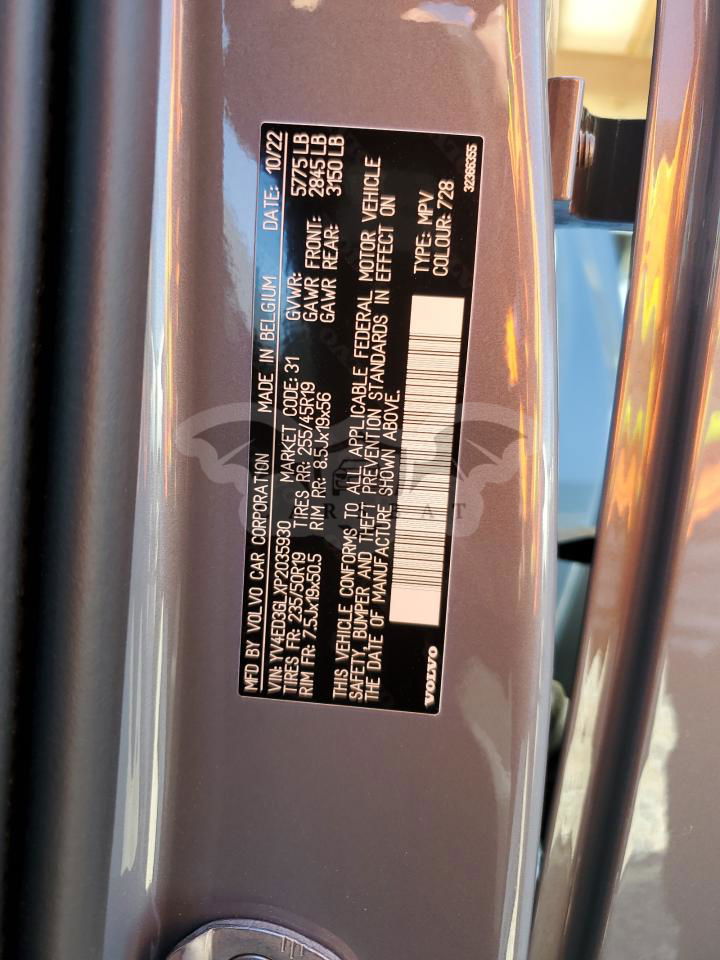 MFD BY VOLVO CAR CORPORATION MADE IN BELGIUM DATE: 10/22
VIN: YV4ED3GLXP2035930 MARKET CODE: 31 GVWR: 5775 LB
TIRES FR: 235/50R19 TIRES RR: 255/45R19 GAWR FRONT: 2845 LB
RIM FR: 7.5Jx19x50.5 RIM RR: 8.5Jx19x56 GAWR REAR: 3150 LB
THIS VEHICLE CONFORMS TO ALL APPLICABLE FEDERAL MOTOR VEHICLE
SAFETY, BUMPER AND THEFT PREVENTION STANDARDS IN EFFECT ON
THE DATE OF MANUFACTURE SHOWN ABOVE.
TYPE: MPV
COLOUR: 728
VOLVO
32366355